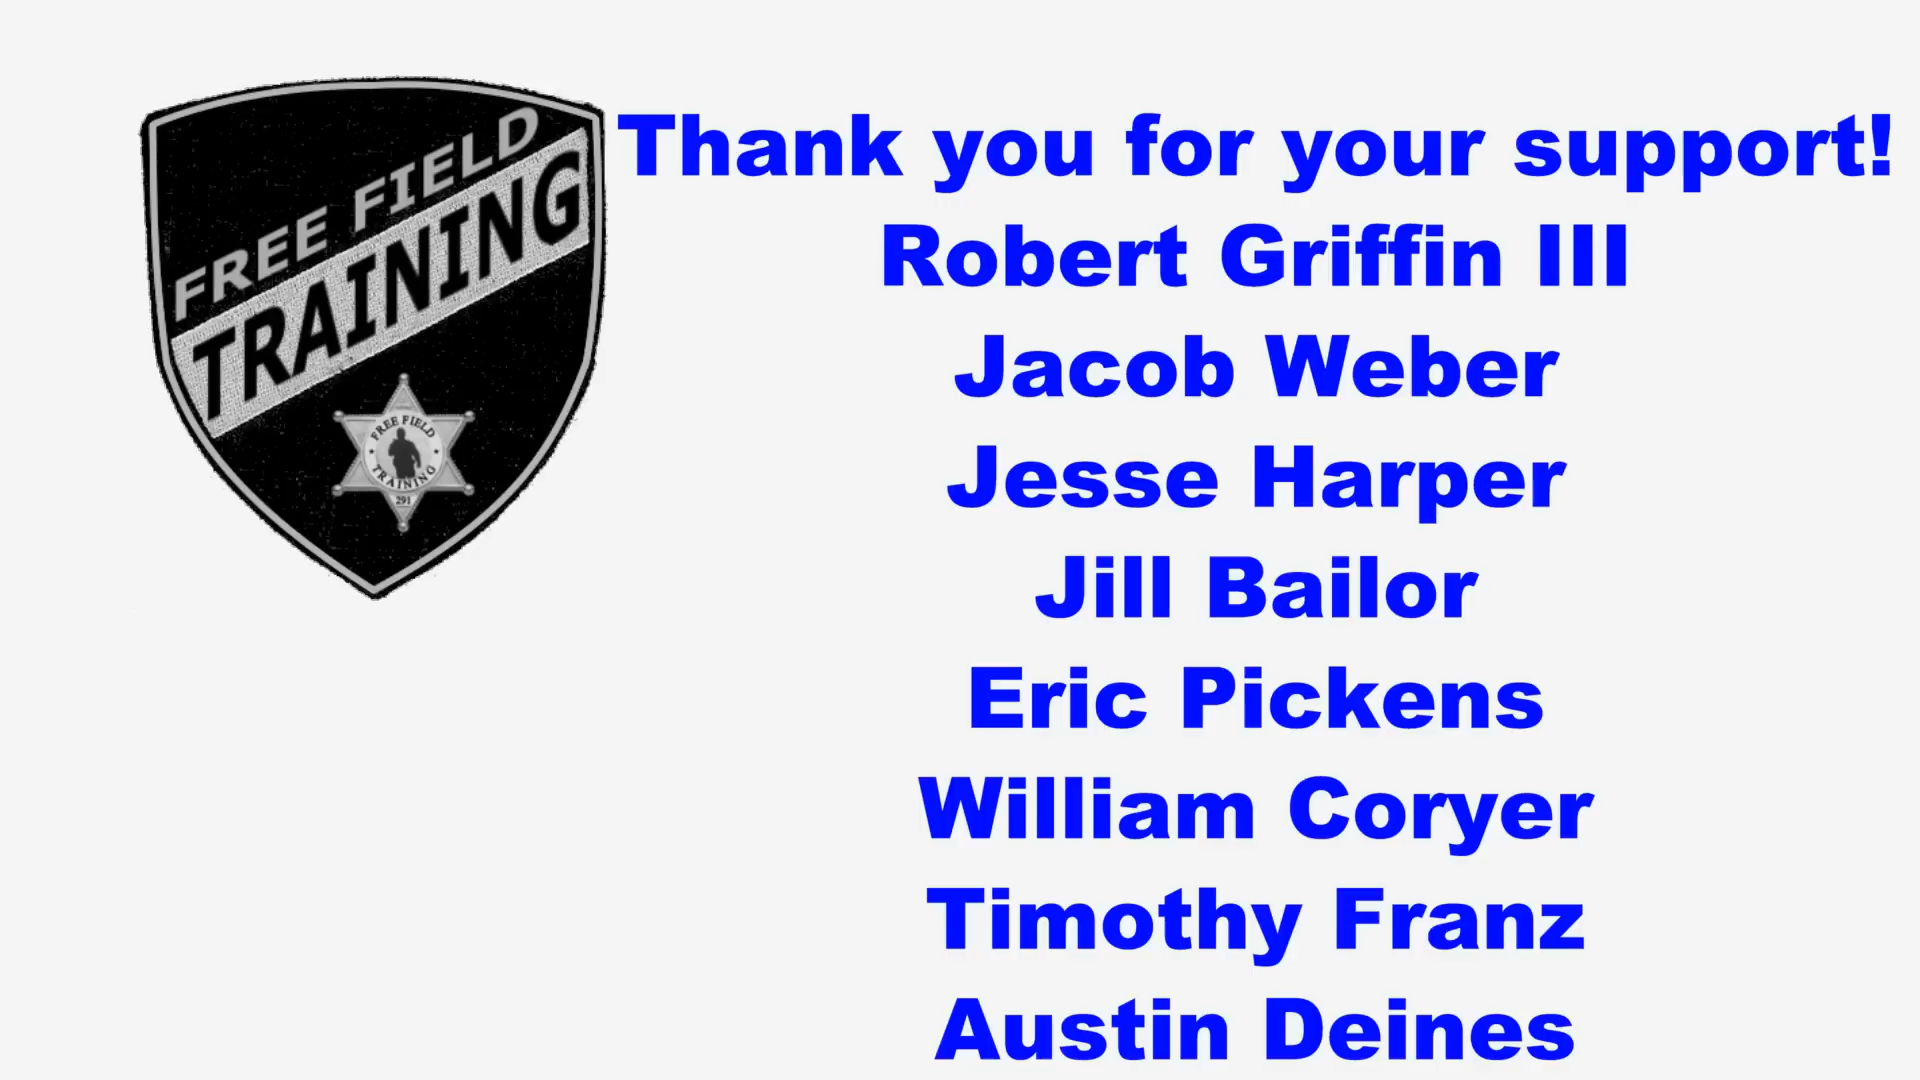 FREE FIELD
TRAINING
FREE FIELD
TRAINING
291
Thank you for your support!
Robert Griffin III
Jacob Weber
Jesse Harper
Jill Bailor
Eric Pickens
William Coryer
Timothy Franz
Austin Deines